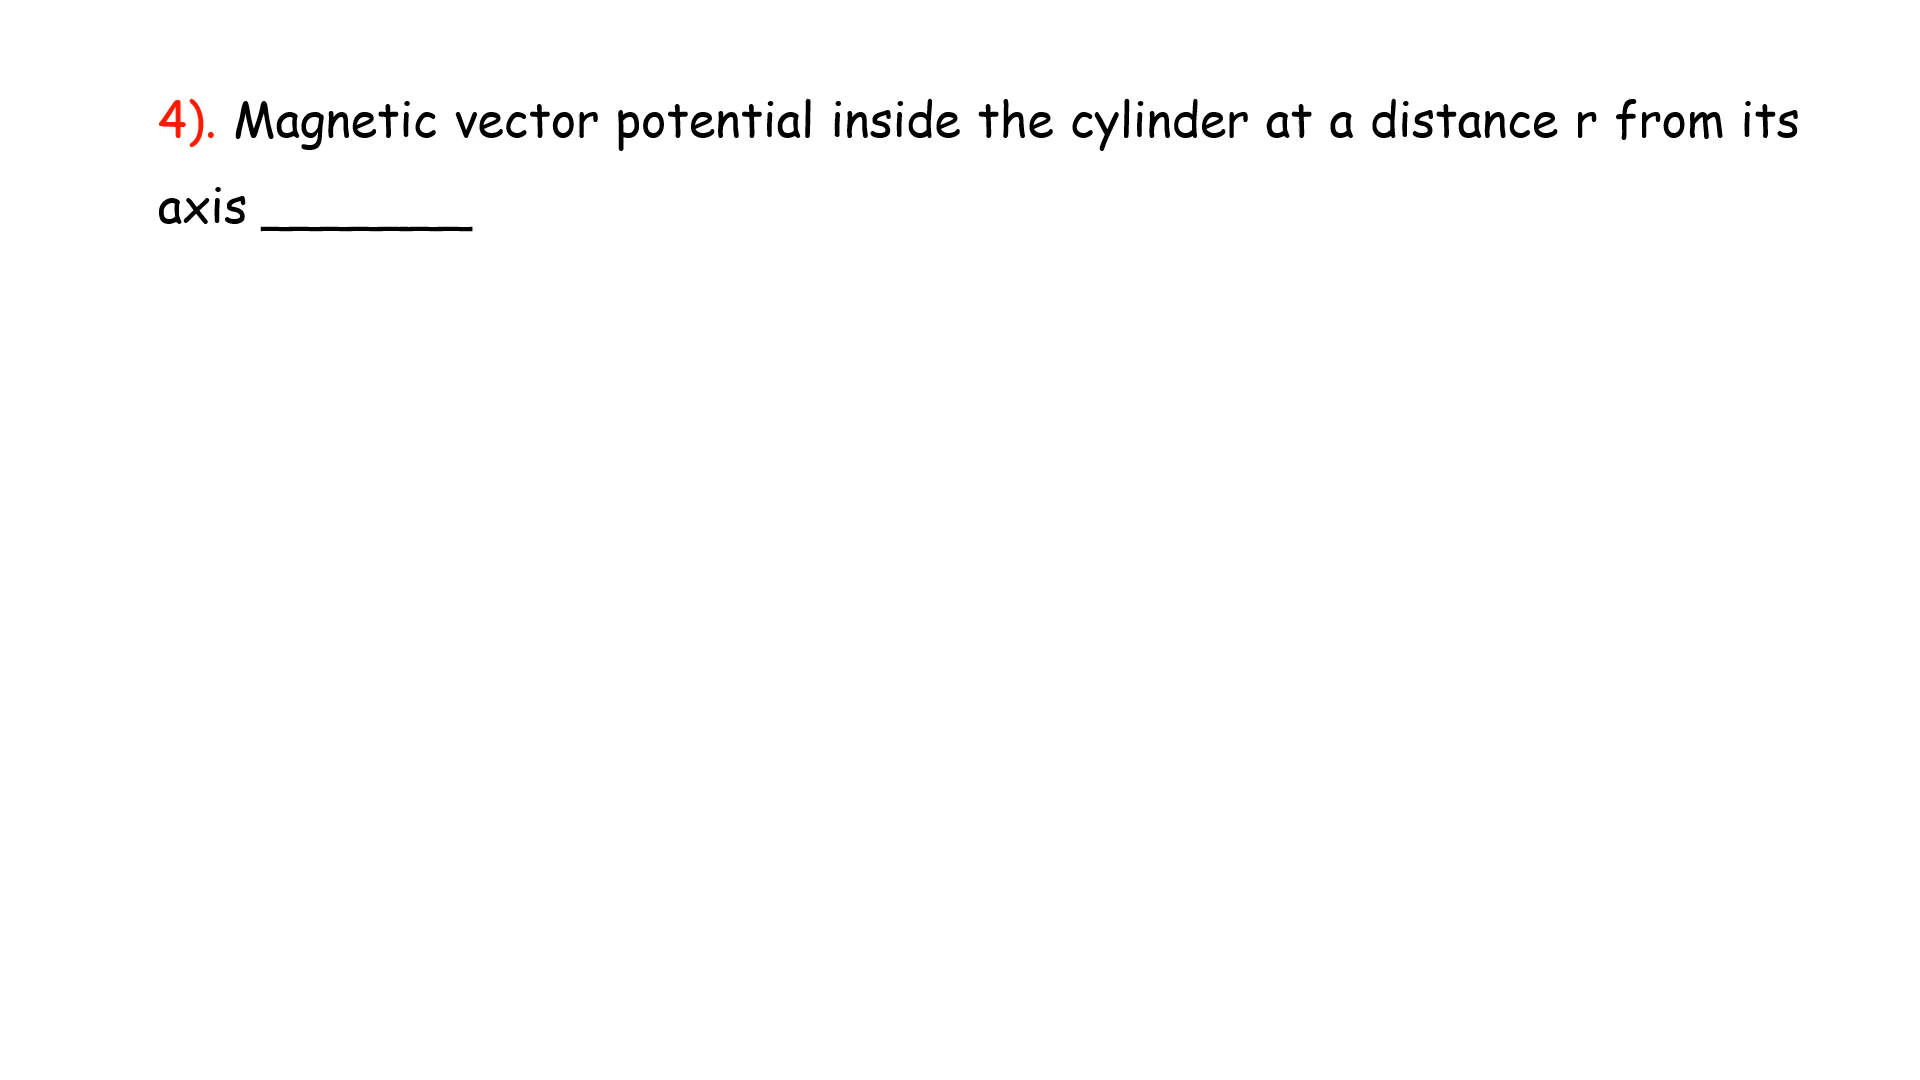 4). Magnetic vector potential inside the cylinder at a distance r from its
axis _______